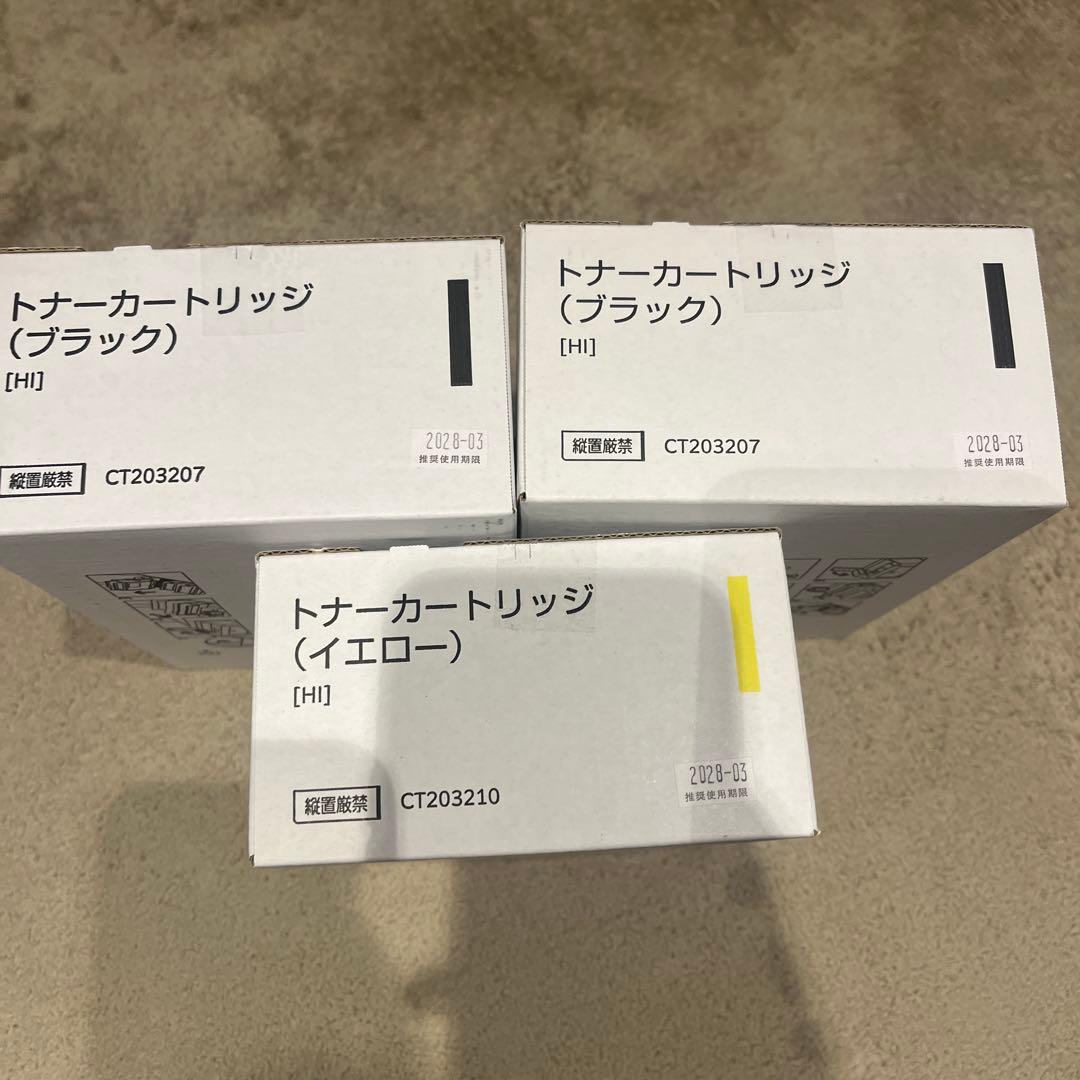 トナーカートリッジ
(ブラック)
[HI]
2028-03
推奨使用期限
縦置厳禁
CT203207
トナーカートリッジ
(ブラック)
[HI]
2028-03
推奨使用期限
縦置厳禁
CT203207
トナーカートリッジ
(イエロー)
[HI]
2028-03
推奨使用期限
縦置厳禁
CT203210